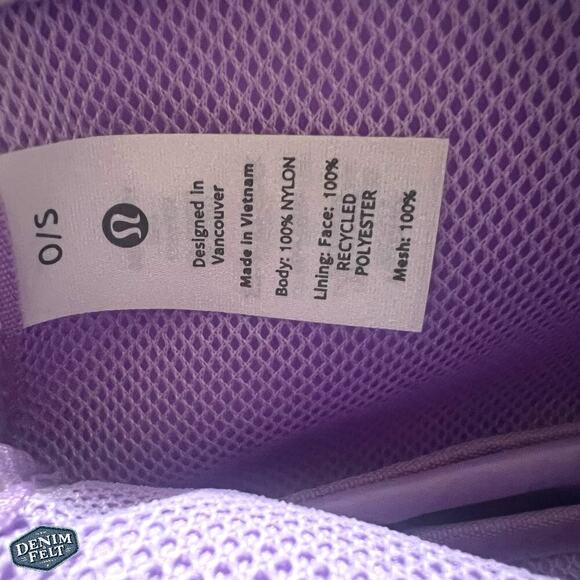 O/S
Designed in
Vancouver
Made in Vietnam
Body: 100% NYLON
Lining: Face: 100%
RECYCLED
POLYESTER
Mesh: 100%
DENIM
FELT